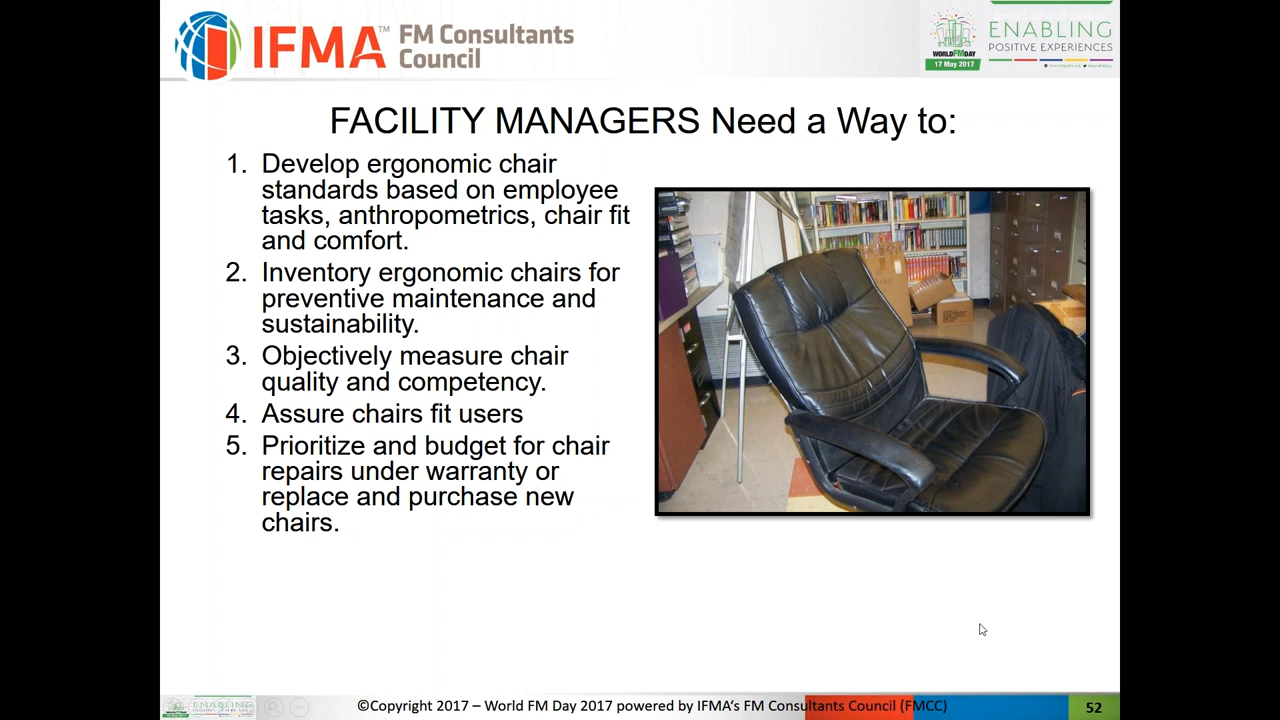 IFMA™ FM Consultants
Council
WORLD FM DAY
17 May 2017
ENABLING
POSITIVE EXPERIENCES
FACILITY MANAGERS Need a Way to:
1. Develop ergonomic chair
standards based on employee
tasks, anthropometrics, chair fit
and comfort.
2. Inventory ergonomic chairs for
preventive maintenance and
sustainability.
3. Objectively measure chair
quality and competency.
4. Assure chairs fit users
5. Prioritize and budget for chair
repairs under warranty or
replace and purchase new
chairs.
ENABLING
©Copyright 2017 – World FM Day 2017 powered by IFMA's FM Consultants Council (FMCC)
52